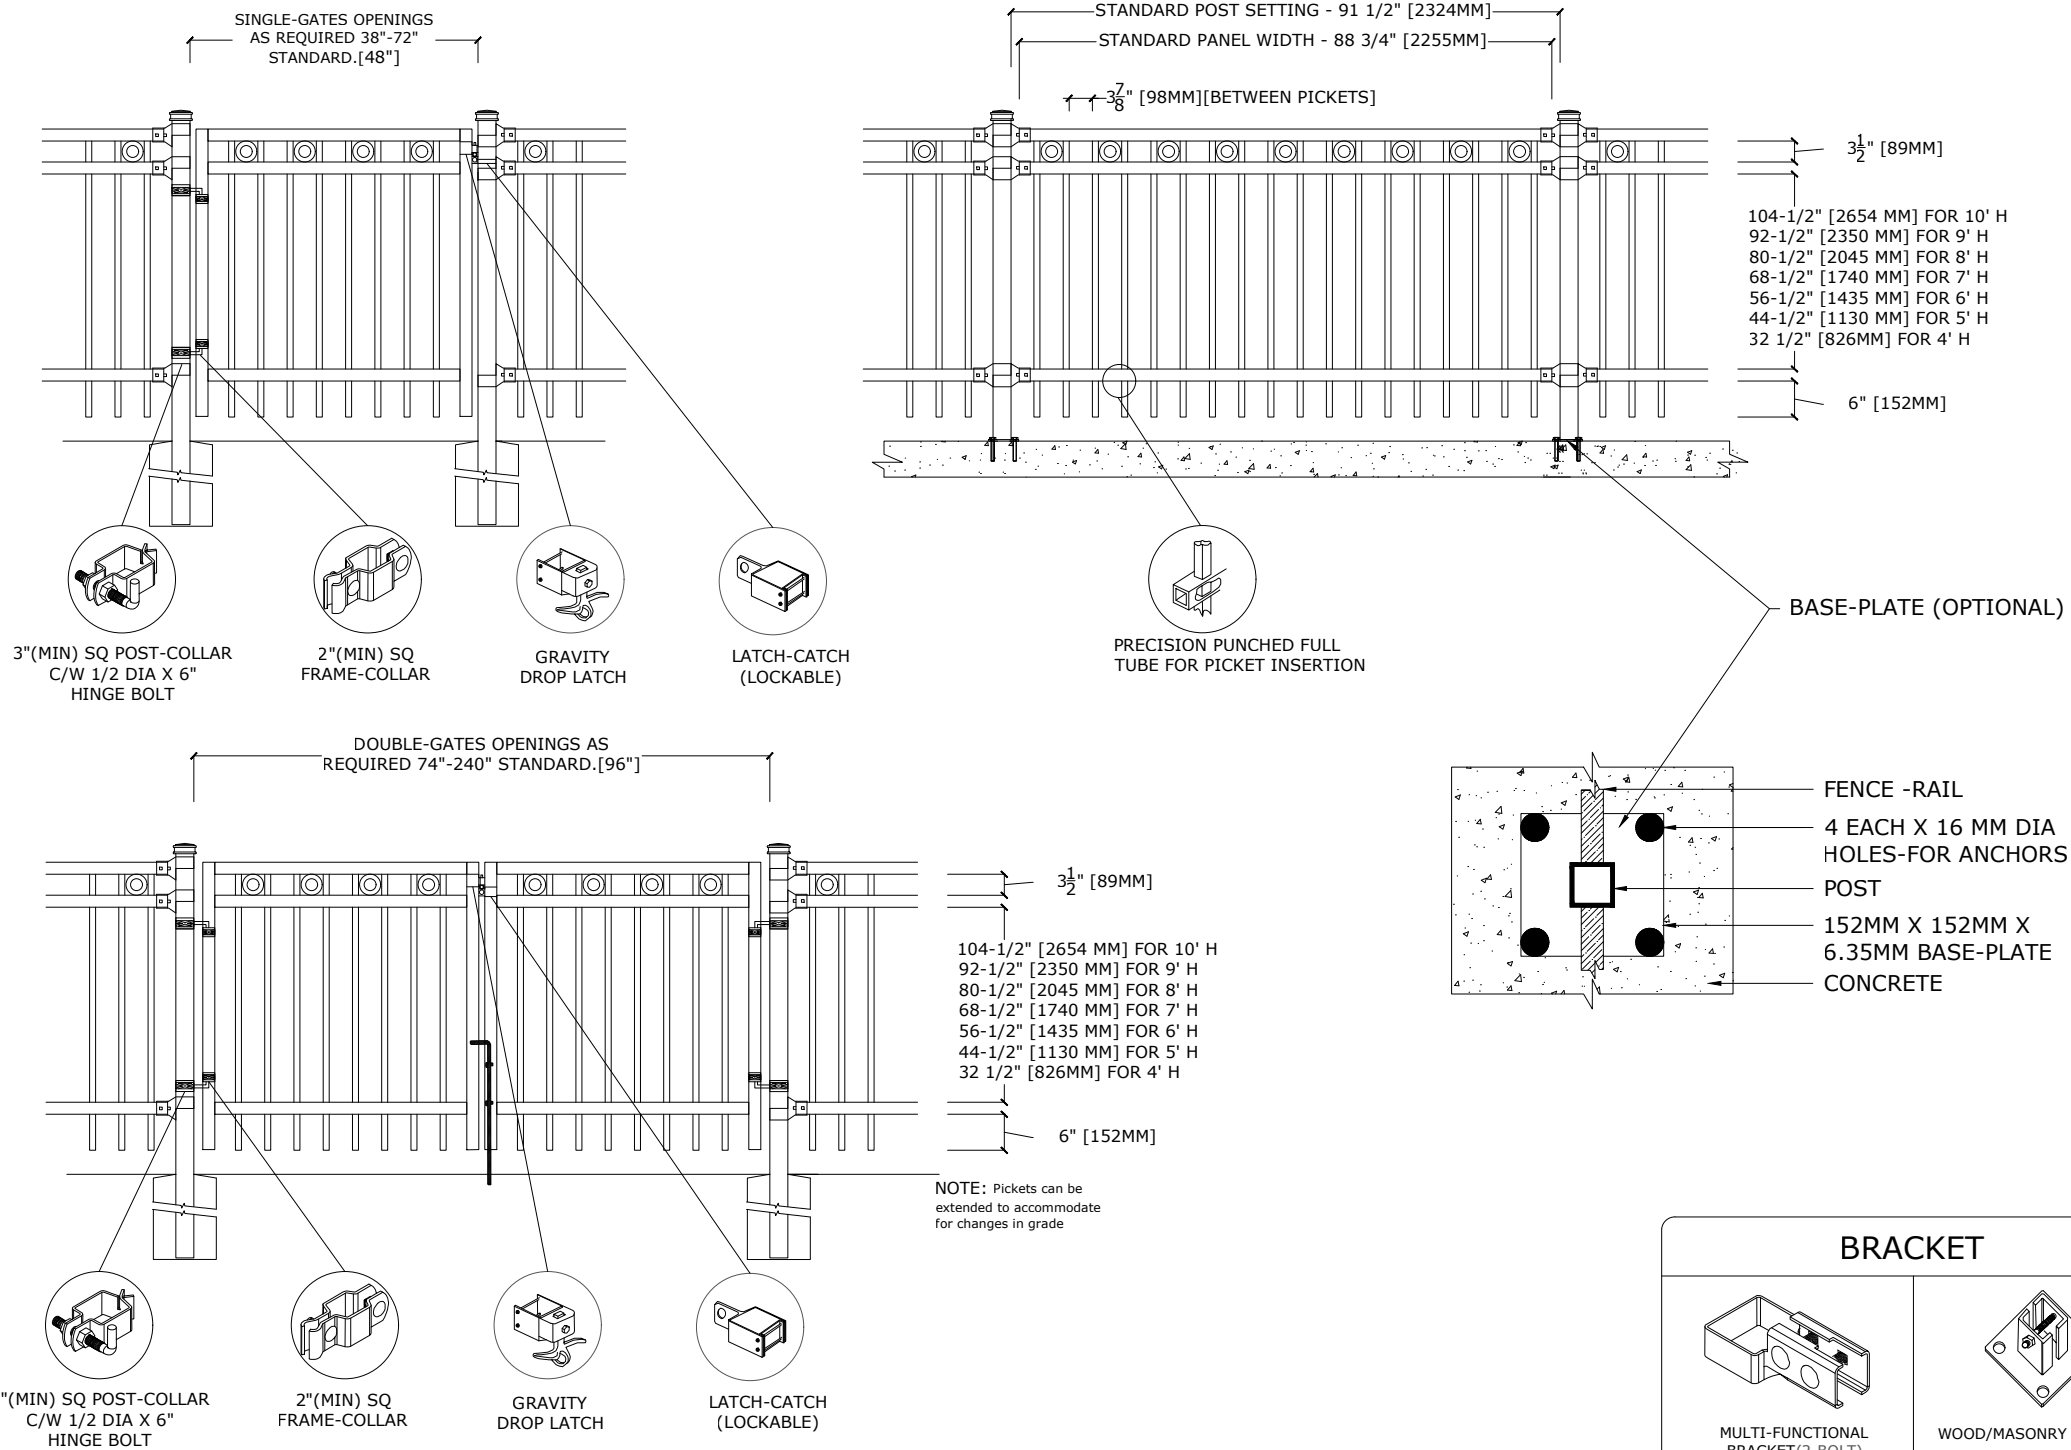 SINGLE-GATES OPENINGS
AS REQUIRED 38"-72"
STANDARD.[48"]
STANDARD POST SETTING - 91 1/2" [2324MM]
STANDARD PANEL WIDTH - 88 3/4" [2255MM]
3 7/8" [98MM][BETWEEN PICKETS]
3 1/2" [89MM]
104-1/2" [2654 MM] FOR 10' H
92-1/2" [2350 MM] FOR 9' H
80-1/2" [2045 MM] FOR 8' H
68-1/2" [1740 MM] FOR 7' H
56-1/2" [1435 MM] FOR 6' H
44-1/2" [1130 MM] FOR 5' H
32 1/2" [826MM] FOR 4' H
6" [152MM]
3"(MIN) SQ POST-COLLAR
C/W 1/2 DIA X 6"
HINGE BOLT
2"(MIN) SQ
FRAME-COLLAR
GRAVITY
DROP LATCH
LATCH-CATCH
(LOCKABLE)
PRECISION PUNCHED FULL
TUBE FOR PICKET INSERTION
BASE-PLATE (OPTIONAL)
FENCE -RAIL
4 EACH X 16 MM DIA
HOLES-FOR ANCHORS
POST
152MM X 152MM X
6.35MM BASE-PLATE
CONCRETE
DOUBLE-GATES OPENINGS AS
REQUIRED 74"-240" STANDARD.[96"]
3 1/2" [89MM]
104-1/2" [2654 MM] FOR 10' H
92-1/2" [2350 MM] FOR 9' H
80-1/2" [2045 MM] FOR 8' H
68-1/2" [1740 MM] FOR 7' H
56-1/2" [1435 MM] FOR 6' H
44-1/2" [1130 MM] FOR 5' H
32 1/2" [826MM] FOR 4' H
6" [152MM]
NOTE: Pickets can be
extended to accommodate
for changes in grade
"(MIN) SQ POST-COLLAR
C/W 1/2 DIA X 6"
HINGE BOLT
2"(MIN) SQ
FRAME-COLLAR
GRAVITY
DROP LATCH
LATCH-CATCH
(LOCKABLE)
BRACKET
MULTI-FUNCTIONAL
BRACKET(2 BOLT)
WOOD/MASONRY